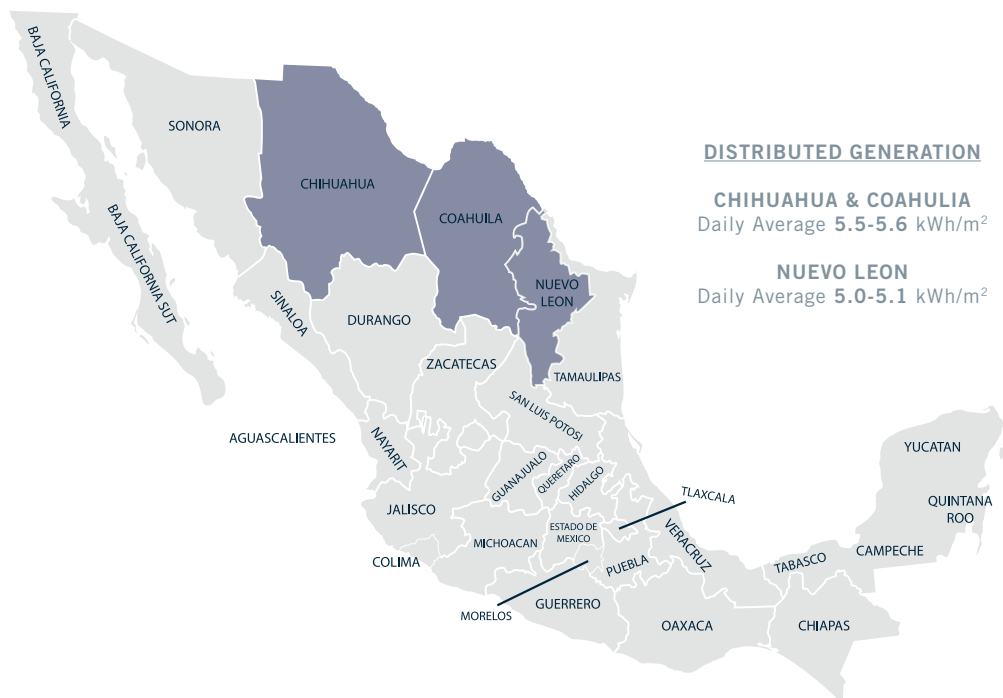 BAJA CALIFORNIA
SONORA
CHIHUAHUA
COAHUILA
DISTRIBUTED GENERATION
CHIHUAHUA & COAHULIA
Daily Average 5.5-5.6 kWh/m²
NUEVO LEON
Daily Average 5.0-5.1 kWh/m²
BAJA CALIFORNIA SUT
SINALOA
DURANGO
NUEVO
LEON
ZACATECAS
TAMAULIPAS
SAN LUIS POTOSI
AGUASCALIENTES
NAYARIT
GUANAJUALO
QUERETARO
HIDALGO
YUCATAN
QUINTANA
ROO
JALISCO
TLAXCALA
MICHOACAN
ESTADO DE
MEXICO
VERACRUZ
CAMPECHE
COLIMA
PUEBLA
TABASCO
MORELOS
GUERRERO
OAXACA
CHIAPAS